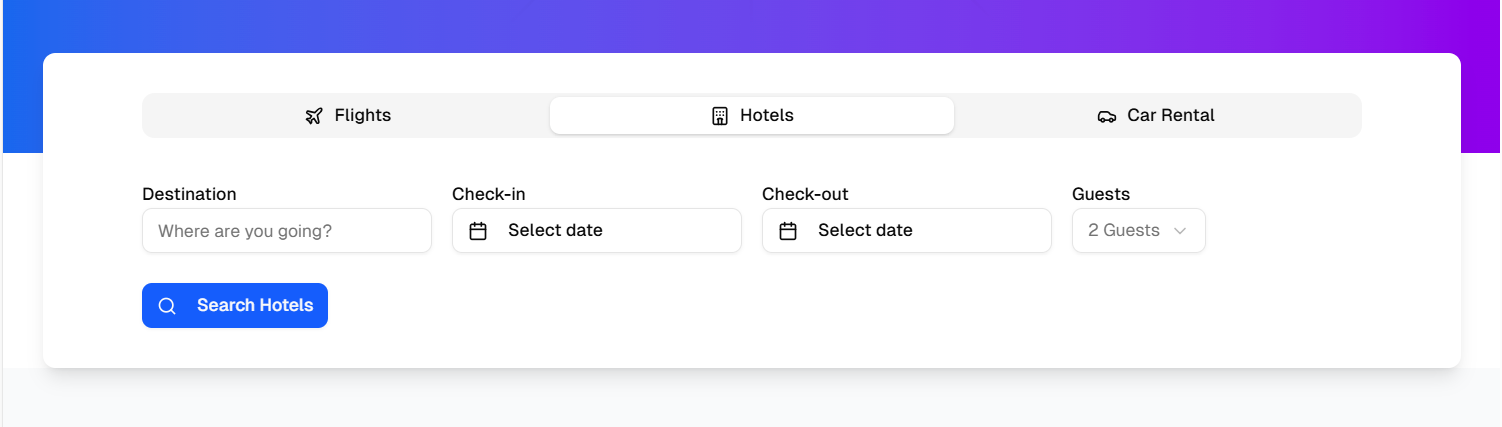 Flights
Hotels
Car Rental
Destination
Check-in
Check-out
Guests
Where are you going?
Select date
Select date
2 Guests
Search Hotels